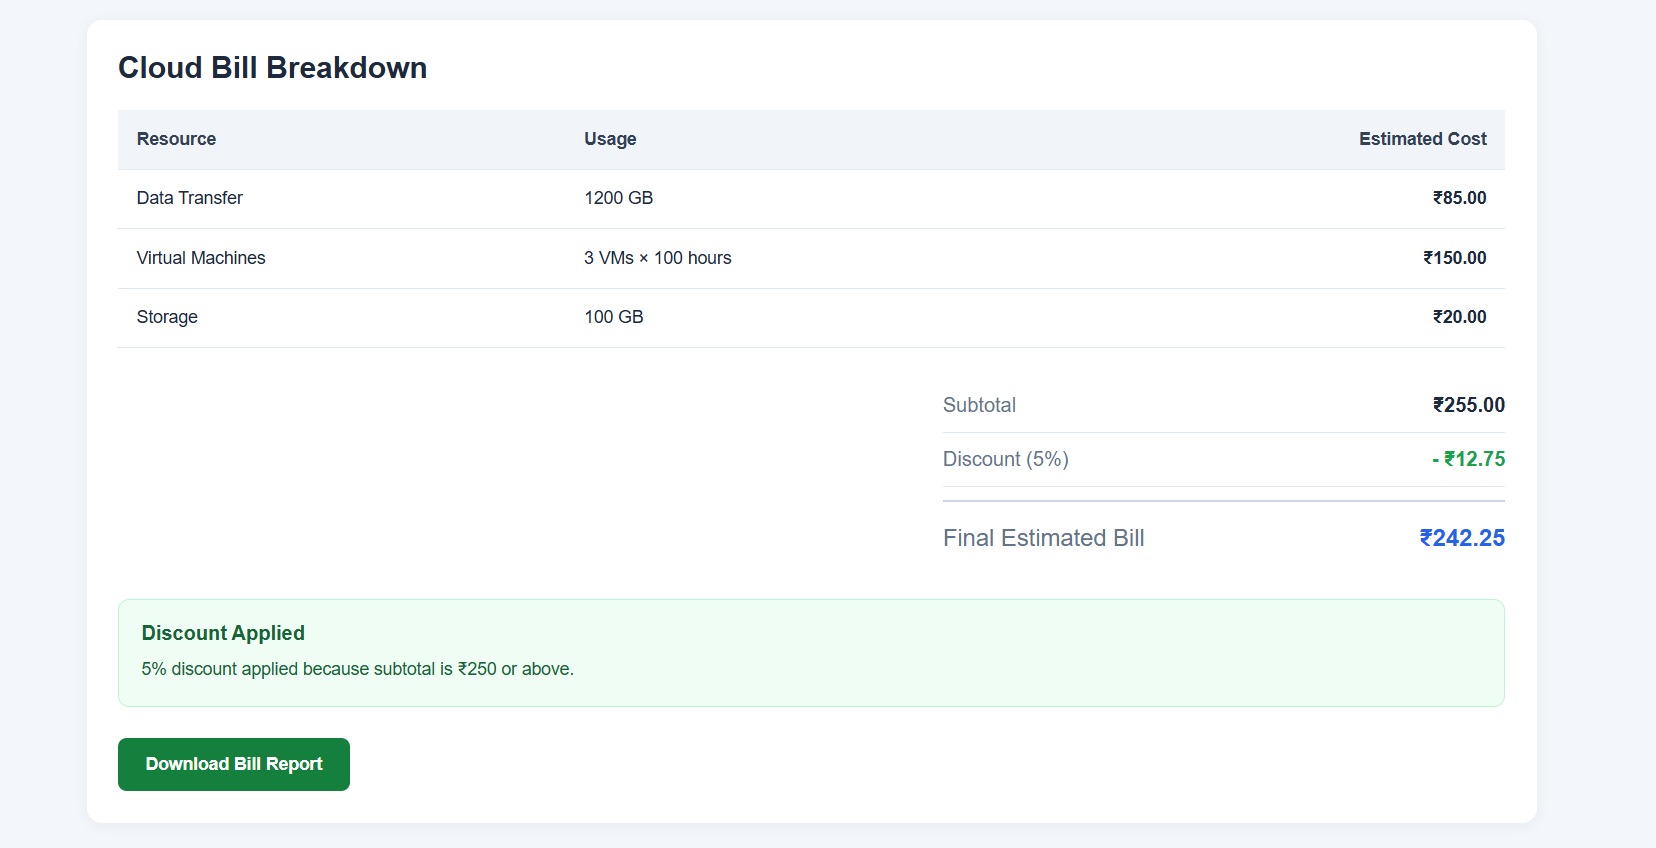 Cloud Bill Breakdown
Resource Usage Estimated Cost
Data Transfer 1200 GB ₹85.00
Virtual Machines 3 VMs × 100 hours ₹150.00
Storage 100 GB ₹20.00
Subtotal ₹255.00
Discount (5%) - ₹12.75
Final Estimated Bill ₹242.25
Discount Applied
5% discount applied because subtotal is ₹250 or above.
Download Bill Report